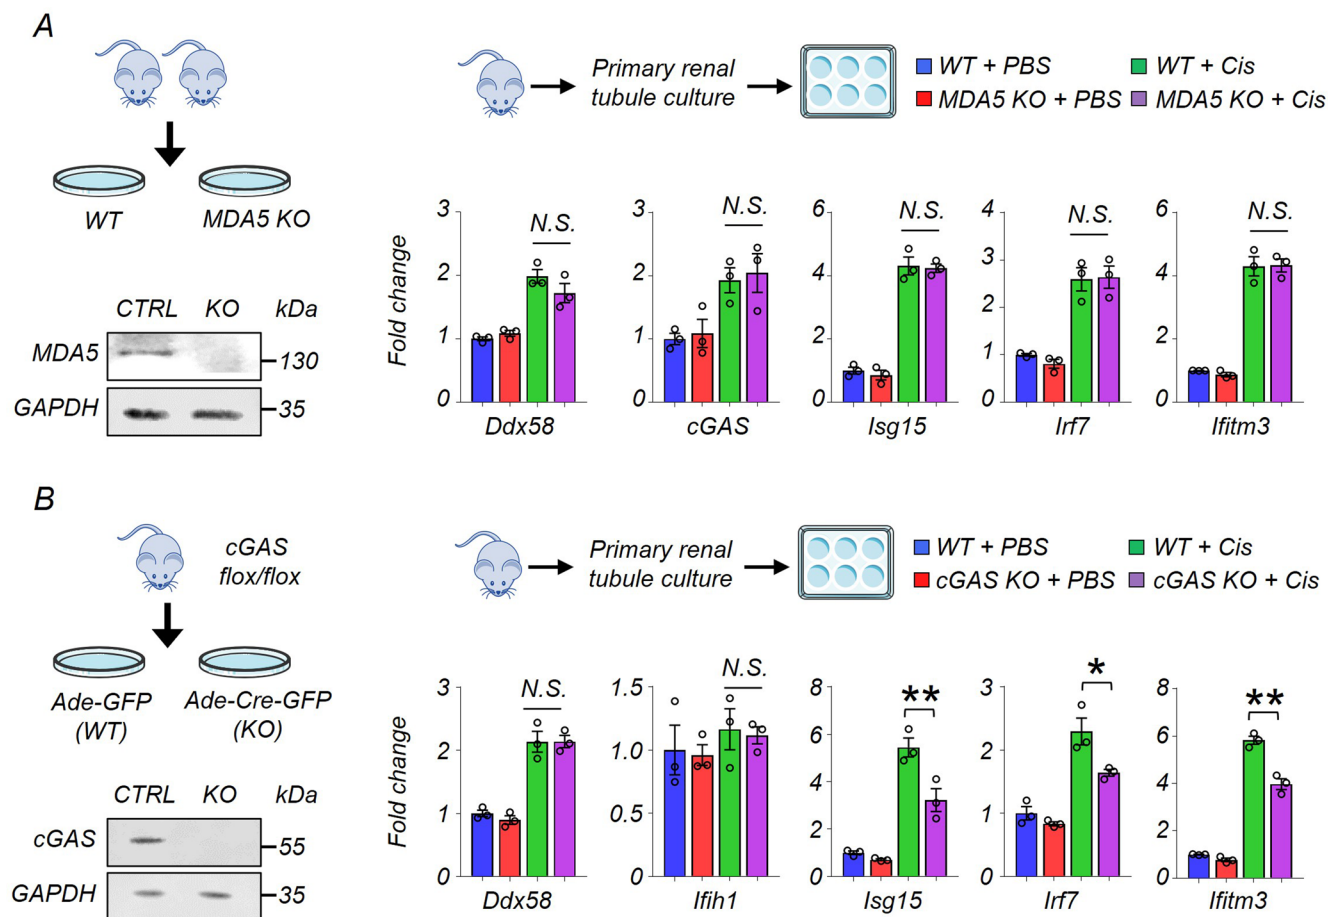 A
WT
MDA5 KO
CTRL KO kDa
MDA5
130
GAPDH
35
Primary renal
tubule culture
WT + PBS
WT + Cis
MDA5 KO + PBS
MDA5 KO + Cis
Fold change
3
2
1
0
N.S.
Ddx58
3
2
1
0
N.S.
cGAS
6
4
2
0
N.S.
Isg15
4
3
2
1
0
N.S.
Irf7
6
4
2
0
N.S.
Ifitm3
B
cGAS
flox/flox
Ade-GFP
(WT)
Ade-Cre-GFP
(KO)
CTRL KO kDa
cGAS
55
GAPDH
35
Primary renal
tubule culture
WT + PBS
WT + Cis
cGAS KO + PBS
cGAS KO + Cis
Fold change
3
2
1
0
N.S.
Ddx58
1.5
1.0
0.5
0
N.S.
Ifih1
8
6
4
2
0
**
Isg15
3
2
1
0
*
Irf7
8
6
4
2
0
**
Ifitm3